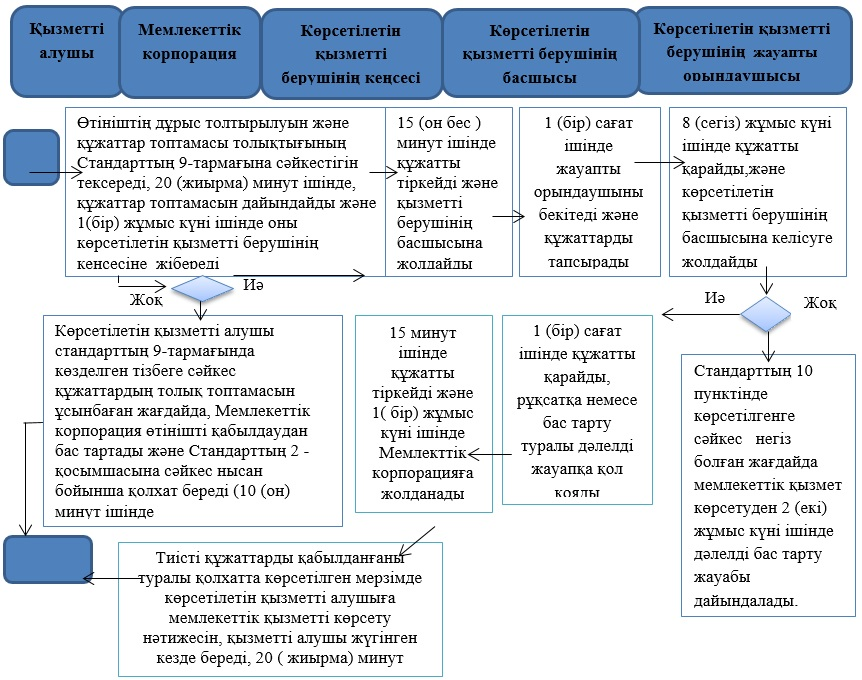 Қызметті
алушы
Мемлекеттік
корпорация
Көрсетілетін
қызметті
берушінің кеңсесі
Көрсетілетін
қызметті берушінің
басшысы
Көрсетілетін қызметті
берушінің жауапты
орындаушысы
Өтініштің дұрыс толтырылуын және
құжаттар топтамасы толықтығының
Стандарттың 9-тармағына сәйкестігін
тексереді, 20 (жиырма) минут ішінде,
құжаттар топтамасын дайындайды және
1(бір) жұмыс күні ішінде оны
көрсетілетін қызметті берушінің
кеңсесіне жібереді
15 (он бес )
минут ішінде
құжатты
тіркейді және
қызметті
берушінің
басшысына
жолдайды
1 (бір) сағат
ішінде
жауапты
орындаушыны
бекітеді және
құжаттарды
тапсырады
8 (сегіз) жұмыс күні
ішінде құжатты
қарайды,және
көрсетілетін
қызметті берушінің
басшысына келісуге
жолдайды
Жоқ
Иә
Иә
Жоқ
Көрсетілетін қызметті алушы
стандарттың 9-тармағында
көзделген тізбеге сәйкес
құжаттардың толық топтамасын
ұсынбаған жағдайда, Мемлекеттік
корпорация өтінішті қабылдаудан
бас тартады және Стандарттың 2 -
қосымшасына сәйкес нысан
бойынша қолхат береді (10 (он)
минут ішінде
15 минут
ішінде
құжатты
тіркейді және
1( бір) жұмыс
күні ішінде
Мемлекттік
корпорацияға
жолданады
1 (бір) сағат
ішінде құжатты
қарайды,
рұқсатқа немесе
бас тарту
туралы дәлелді
жауапқа қол
қояды
Стандарттың 10
пунктінде
көрсетілгенге
сәйкес негіз
болған жағдайда
мемлекеттік қызмет
көрсетуден 2 (екі)
жұмыс күні ішінде
дәлелді бас тарту
жауабы
дайындалады.
Тиісті құжаттарды қабылданғаны
туралы қолхатта көрсетілген мерзімде
көрсетілетін қызметті алушыға
мемлекеттік қызметті көрсету
нәтижесін, қызметті алушы жүгінген
кезде береді, 20 ( жиырма) минут